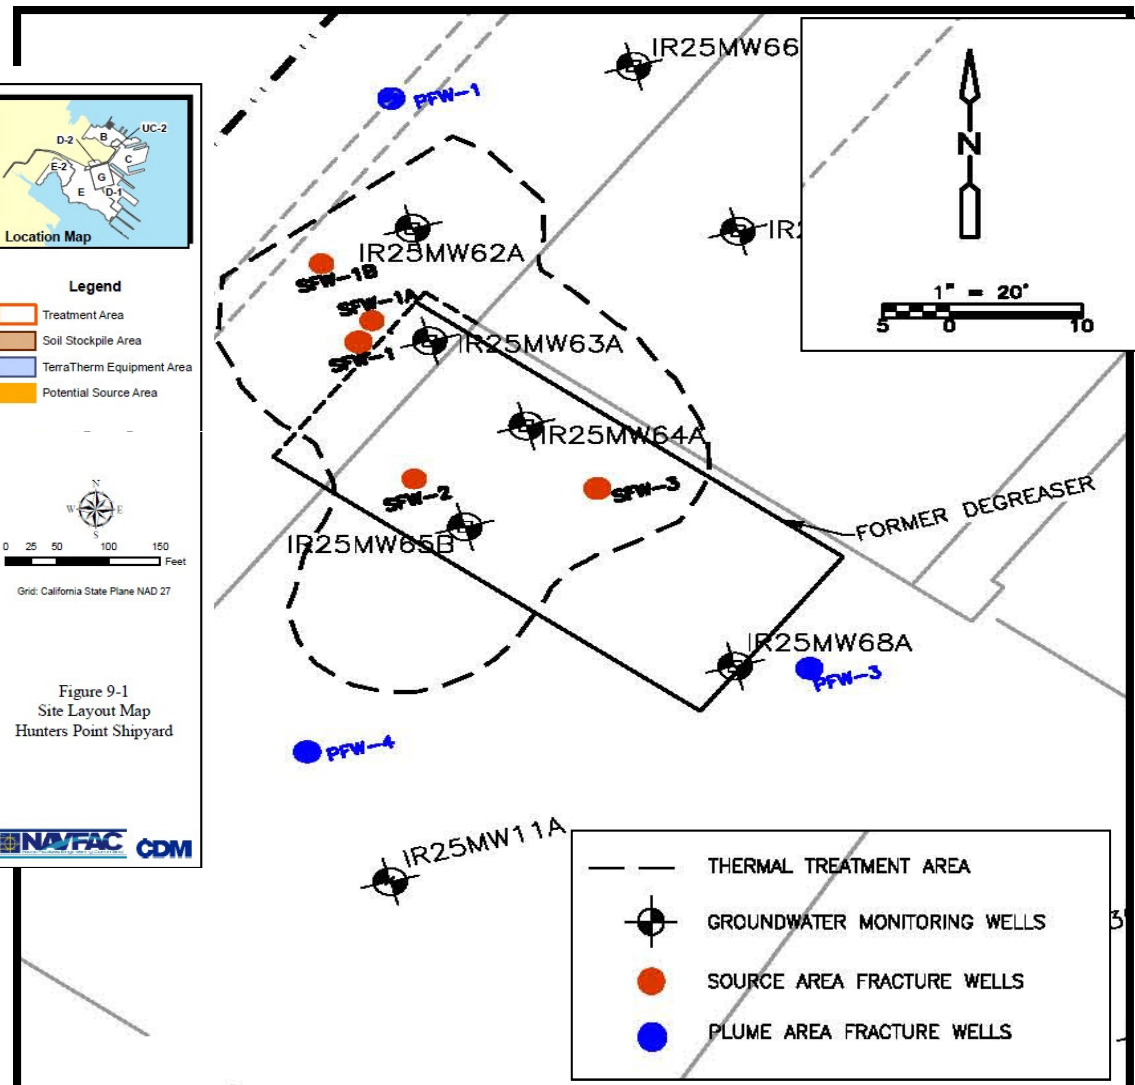 IR25MW66
PFW-1
N
1" = 20'
5 0 10
UC-2
D-2
B
C
E-2
G
E
D-1
Location Map
Legend
Treatment Area
Soil Stockpile Area
TerraTherm Equipment Area
Potential Source Area
N
W E
S
0 25 50 100 150
Feet
Grid: California State Plane NAD 27
Figure 9-1
Site Layout Map
Hunters Point Shipyard
NAVFAC
CDM
IR25MW62A
SFW-1B
SFW-1A
SFW-1
IR25MW63A
IR25MW64A
SFW-2
SFW-3
IR25MW65B
FORMER DEGREASER
IR25MW68A
PFW-3
PFW-4
IR25MW11A
THERMAL TREATMENT AREA
GROUNDWATER MONITORING WELLS
SOURCE AREA FRACTURE WELLS
PLUME AREA FRACTURE WELLS